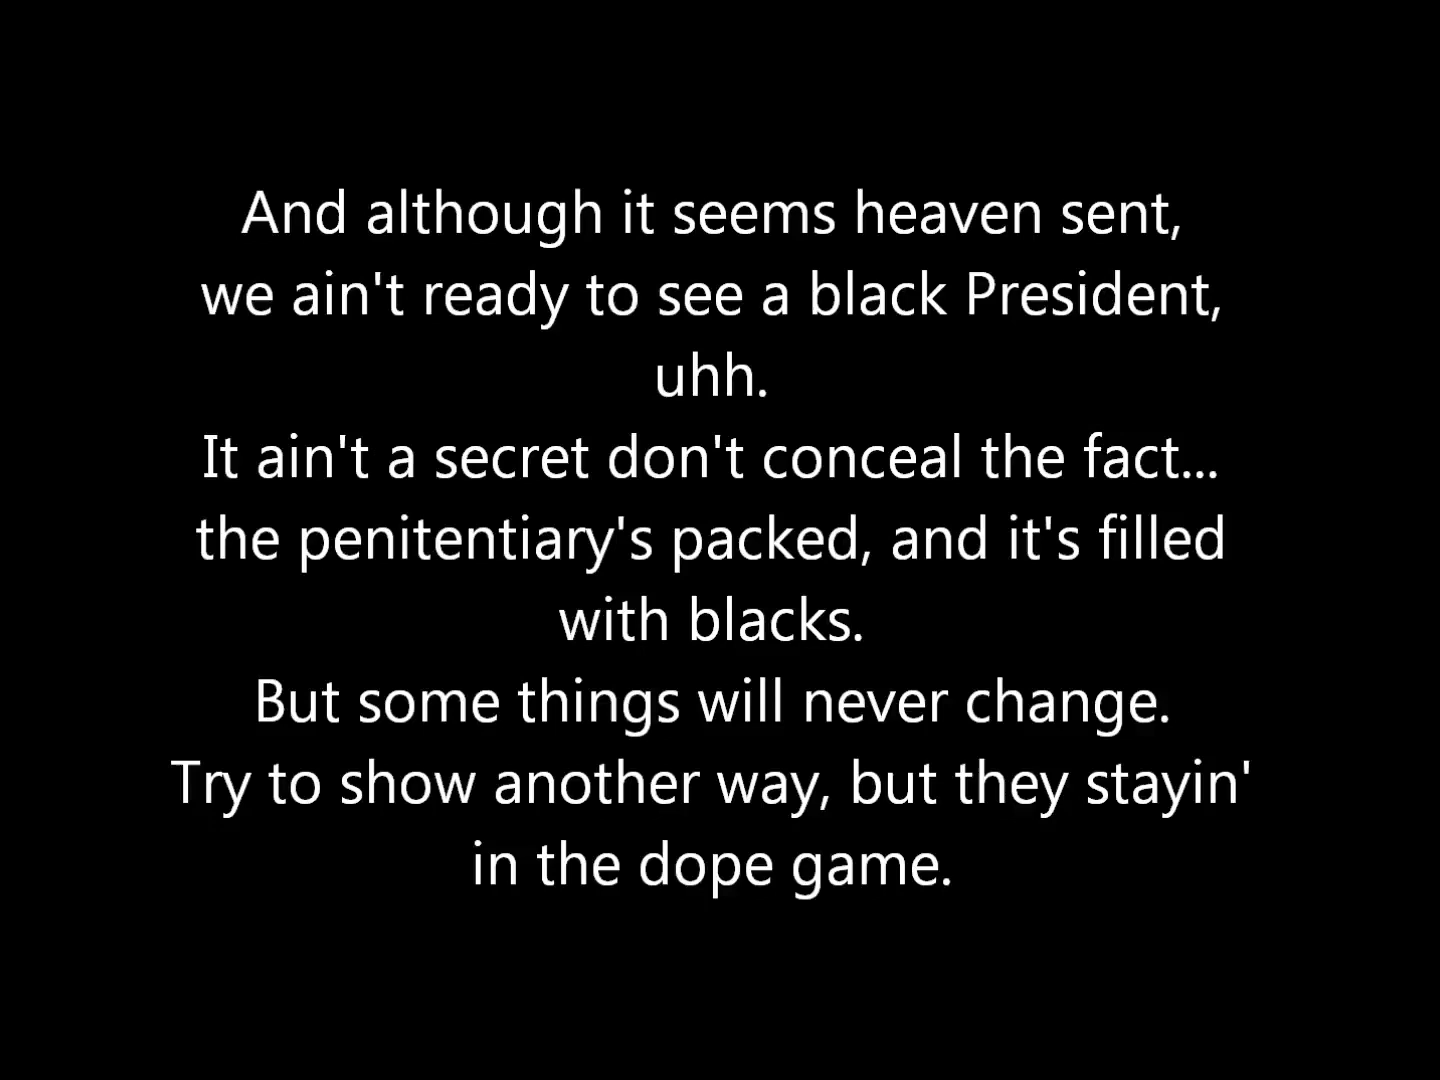 And although it seems heaven sent,
we ain't ready to see a black President,
uhh.
It ain't a secret don't conceal the fact...
the penitentiary's packed, and it's filled
with blacks.
But some things will never change.
Try to show another way, but they stayin'
in the dope game.